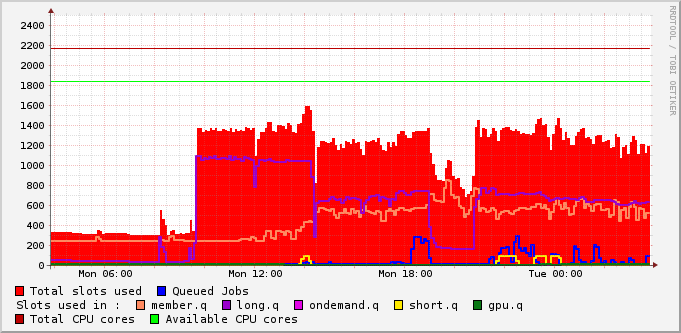 RRDTOOL / TOBI OETIKER
2400
2200
2000
1800
1600
1400
1200
1000
800
600
400
200
0
Mon 06:00 Mon 12:00 Mon 18:00 Tue 00:00
Total slots used Queued Jobs
Slots used in : member.q long.q ondemand.q short.q gpu.q
Total CPU cores Available CPU cores